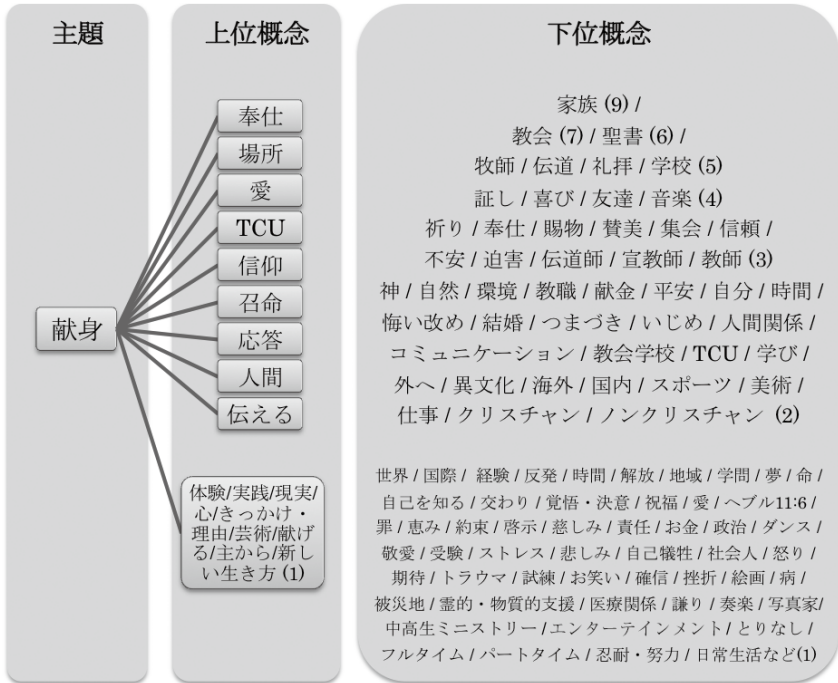 主題
上位概念
下位概念
献身
奉仕
場所
愛
TCU
信仰
召命
応答
人間
伝える
体験/実践/現実/
心/きっかけ・
理由/芸術/献げ
る/主から/新し
い生き方 (1)
家族 (9) /
教会 (7) / 聖書 (6) /
牧師 / 伝道 / 礼拝 / 学校 (5)
証し / 喜び / 友達 / 音楽 (4)
祈り / 奉仕 / 賜物 / 賛美 / 集会 / 信頼 /
不安 / 迫害 / 伝道師 / 宣教師 / 教師 (3)
神 / 自然 / 環境 / 教職 / 献金 / 平安 / 自分 / 時間 /
悔い改め / 結婚 / つまづき / いじめ / 人間関係 /
コミュニケーション / 教会学校 / TCU / 学び /
外へ / 異文化 / 海外 / 国内 / スポーツ / 美術 /
仕事 / クリスチャン / ノンクリスチャン (2)
世界 / 国際 / 経験 / 反発 / 時間 / 解放 / 地域 / 学問 / 夢 / 命 /
自己を知る / 交わり / 覚悟・決意 / 祝福 / 愛 / ヘブル11:6 /
罪 / 恵み / 約束 / 啓示 / 慈しみ / 責任 / お金 / 政治 / ダンス /
敬愛 / 受験 / ストレス / 悲しみ / 自己犠牲 / 社会人 / 怒り /
期待 / トラウマ / 試練 / お笑い / 確信 / 挫折 / 絵画 / 病 /
被災地 / 霊的・物質的支援 / 医療関係 / 謙り / 奏楽 / 写真家/
中高生ミニストリー / エンターテインメント / とりなし /
フルタイム / パートタイム / 忍耐・努力 / 日常生活など(1)